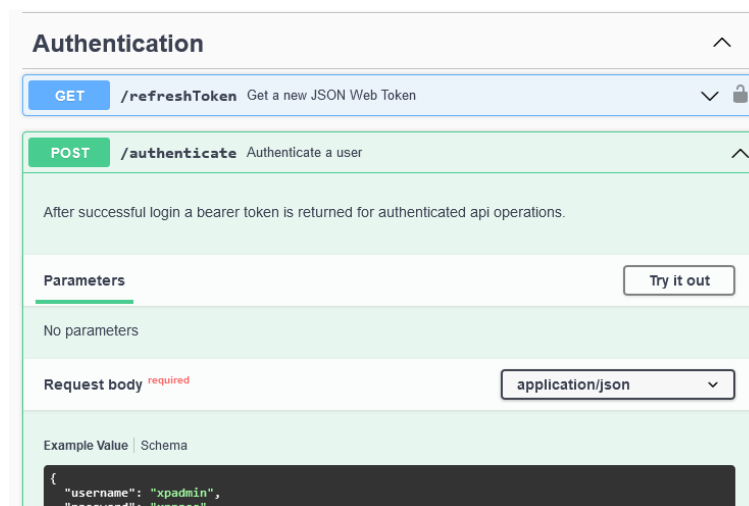 Authentication
GET /refreshToken Get a new JSON Web Token
POST /authenticate Authenticate a user
After successful login a bearer token is returned for authenticated api operations.
Parameters
Try it out
No parameters
Request body required
application/json
Example Value Schema
{
"username": "xpadmin",